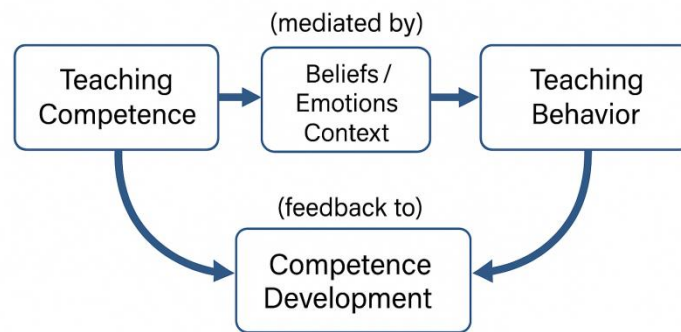 (mediated by)
Teaching
Competence
Beliefs /
Emotions
Context
Teaching
Behavior
(feedback to)
Competence
Development